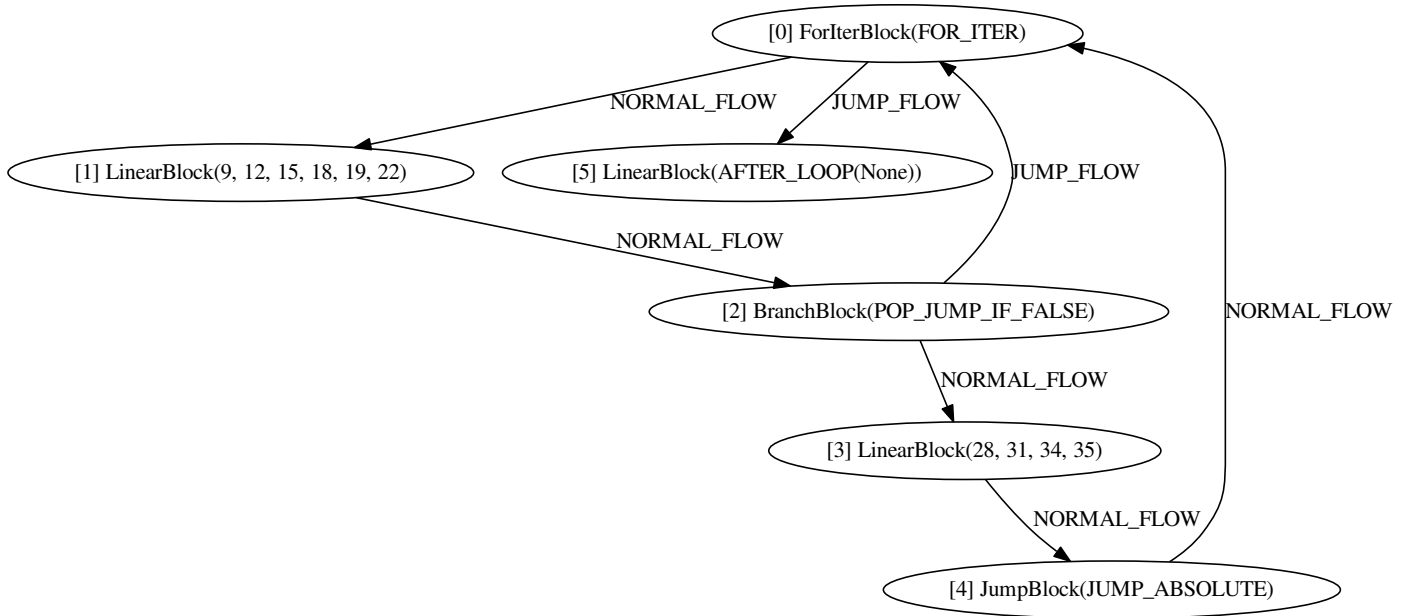 [0] ForIterBlock(FOR_ITER)
NORMAL_FLOW
JUMP_FLOW
[1] LinearBlock(9, 12, 15, 18, 19, 22)
[5] LinearBlock(AFTER_LOOP(None))
JUMP_FLOW
NORMAL_FLOW
[2] BranchBlock(POP_JUMP_IF_FALSE)
NORMAL_FLOW
NORMAL_FLOW
[3] LinearBlock(28, 31, 34, 35)
NORMAL_FLOW
[4] JumpBlock(JUMP_ABSOLUTE)